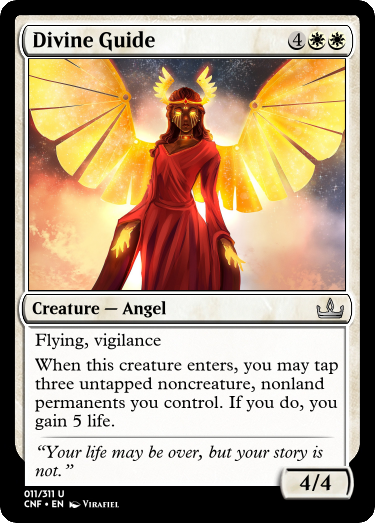 Divine Guide 4
Creature — Angel
Flying, vigilance
When this creature enters, you may tap
three untapped noncreature, nonland
permanents you control. If you do, you
gain 5 life.
“Your life may be over, but your story is
not.”
4/4
011/311 U
CNF • EN Virafiel